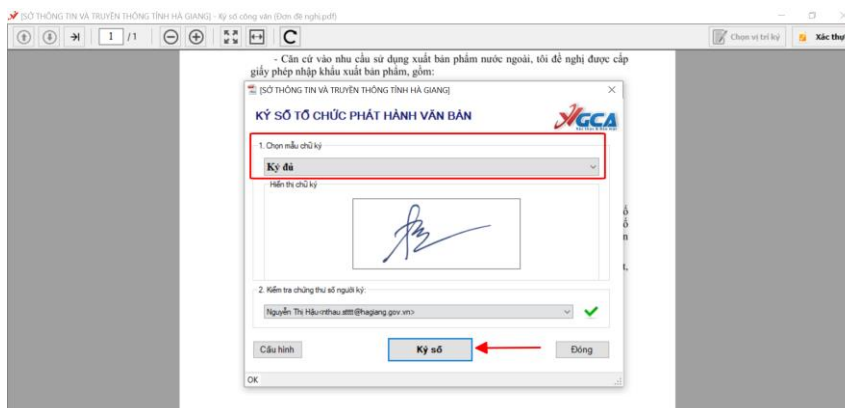 [SỞ THÔNG TIN VÀ TRUYỀN THÔNG TỈNH HÀ GIANG] - Ký số công văn (Đơn đề nghị.pdf)
1 /1 Chọn vị trí ký Xác thự
- Căn cứ vào nhu cầu sử dụng xuất bản phẩm nước ngoài, tôi đề nghị được cấp
giấy phép nhập khẩu xuất bản phẩm, gồm:
[SỞ THÔNG TIN VÀ TRUYỀN THÔNG TỈNH HÀ GIANG]
KÝ SỐ TỔ CHỨC PHÁT HÀNH VĂN BẢN
GCA
1. Chọn mẫu chữ ký
Ký đủ
Hiển thị chữ ký
2. Kiểm tra chứng thư số người ký:
Nguyễn Thị Hậu<nthau.stttt@hagiang.gov.vn>
Cấu hình Ký số Đóng
OK